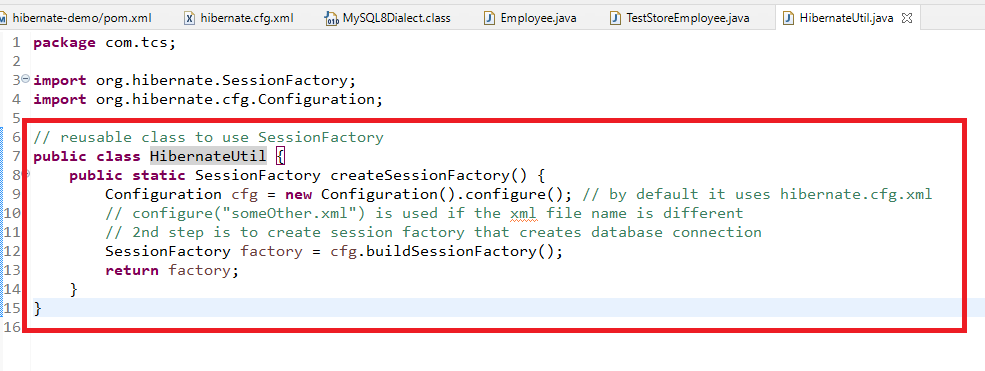 hibernate-demo/pom.xml hibernate.cfg.xml MySQL8Dialect.class Employee.java TestStoreEmployee.java HibernateUtil.java
1 package com.tcs;
2
3 import org.hibernate.SessionFactory;
4 import org.hibernate.cfg.Configuration;
5
6 // reusable class to use SessionFactory
7 public class HibernateUtil {
8     public static SessionFactory createSessionFactory() {
9         Configuration cfg = new Configuration().configure(); // by default it uses hibernate.cfg.xml
10         // configure("someOther.xml") is used if the xml file name is different
11         // 2nd step is to create session factory that creates database connection
12         SessionFactory factory = cfg.buildSessionFactory();
13         return factory;
14     }
15 }
16